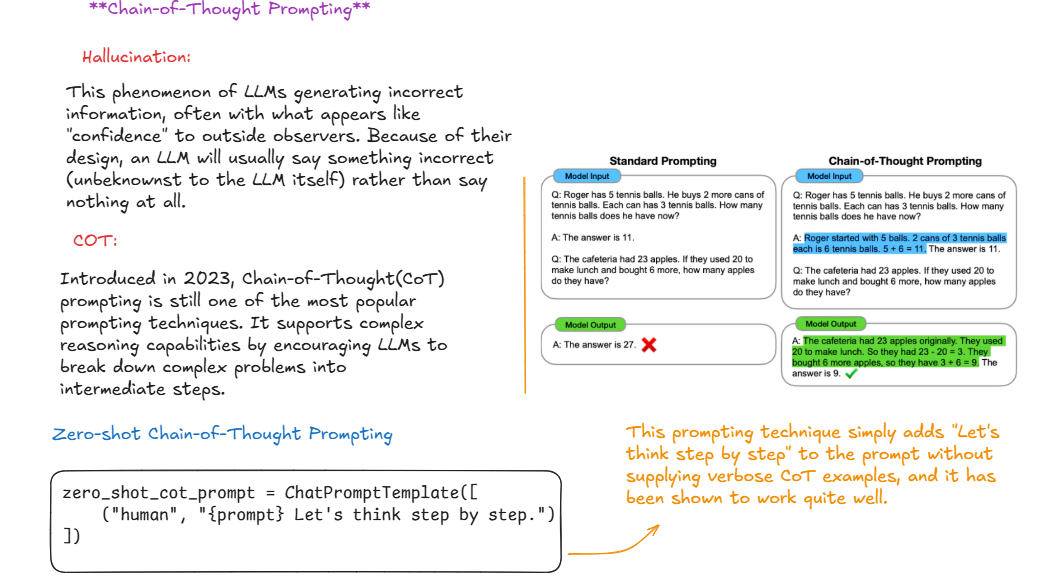 **Chain-of-Thought Prompting**
Hallucination:
This phenomenon of LLMs generating incorrect
information, often with what appears like
"confidence" to outside observers. Because of their
design, an LLM will usually say something incorrect
(unbeknownst to the LLM itself) rather than say
nothing at all.
COT:
Introduced in 2023, Chain-of-Thought(CoT)
prompting is still one of the most popular
prompting techniques. It supports complex
reasoning capabilities by encouraging LLMs to
break down complex problems into
intermediate steps.
Standard Prompting
Model Input
Q: Roger has 5 tennis balls. He buys 2 more cans of
tennis balls. Each can has 3 tennis balls. How many
tennis balls does he have now?
A: The answer is 11.
Q: The cafeteria had 23 apples. If they used 20 to
make lunch and bought 6 more, how many apples
do they have?
Model Output
A: The answer is 27.
Chain-of-Thought Prompting
Model Input
Q: Roger has 5 tennis balls. He buys 2 more cans of
tennis balls. Each can has 3 tennis balls. How many
tennis balls does he have now?
A: Roger started with 5 balls. 2 cans of 3 tennis balls
each is 6 tennis balls. 5 + 6 = 11. The answer is 11.
Q: The cafeteria had 23 apples. If they used 20 to
make lunch and bought 6 more, how many apples
do they have?
Model Output
A: The cafeteria had 23 apples originally. They used
20 to make lunch. So they had 23 - 20 = 3. They
bought 6 more apples, so they have 3 + 6 = 9. The
answer is 9.
Zero-shot Chain-of-Thought Prompting
zero_shot_cot_prompt = ChatPromptTemplate([
    ("human", "{prompt} Let's think step by step.")
])
This prompting technique simply adds "Let's
think step by step" to the prompt without
supplying verbose CoT examples, and it has
been shown to work quite well.